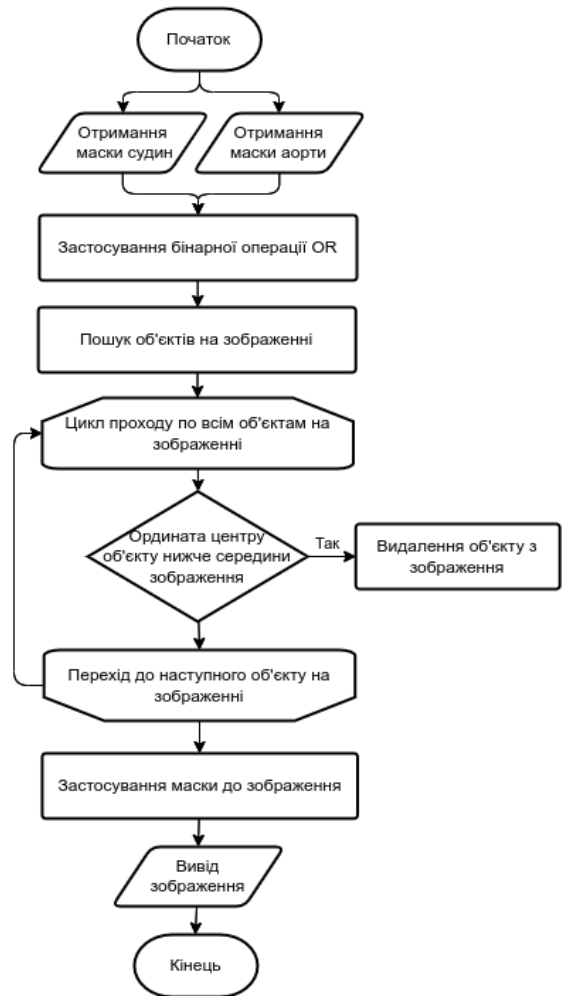 Початок
Отримання
маски судин
Отримання
маски аорти
Застосування бінарної операції OR
Пошук об'єктів на зображенні
Цикл проходу по всім об'єктам на
зображенні
Ордината центру
об'єкту нижче середини
зображення
Так
Видалення об'єкту з
зображення
Перехід до наступного об'єкту на
зображенні
Застосування маски до зображення
Вивід
зображення
Кінець